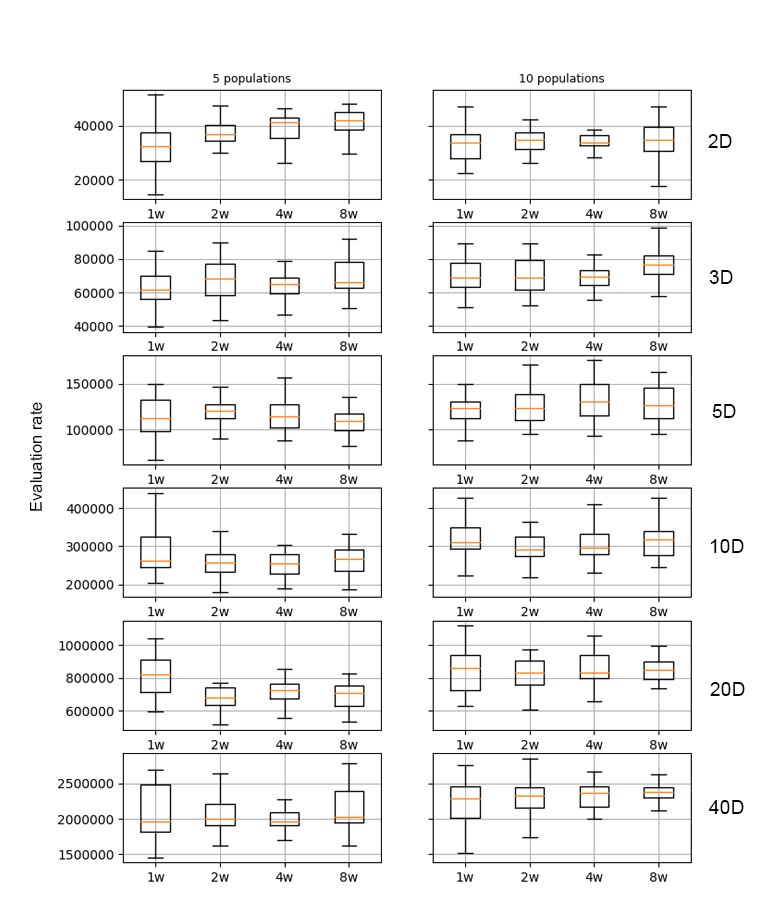 5 populations 10 populations
40000
20000
2D
1w 2w 4w 8w 1w 2w 4w 8w
100000
80000
60000
40000
3D
1w 2w 4w 8w 1w 2w 4w 8w
150000
100000
5D
Evaluation rate
1w 2w 4w 8w 1w 2w 4w 8w
400000
300000
200000
10D
1w 2w 4w 8w 1w 2w 4w 8w
1000000
800000
600000
20D
1w 2w 4w 8w 1w 2w 4w 8w
2500000
2000000
1500000
40D
1w 2w 4w 8w 1w 2w 4w 8w